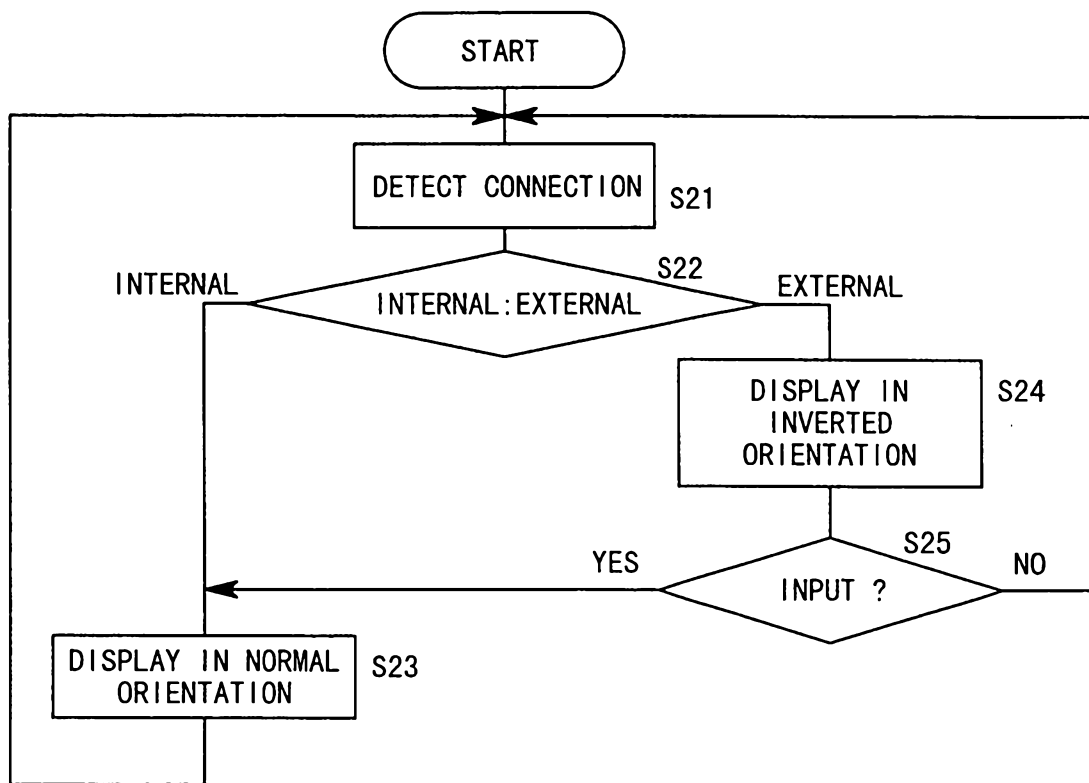 START
DETECT CONNECTION
S21
S22
INTERNAL
INTERNAL:EXTERNAL
EXTERNAL
DISPLAY IN
INVERTED
ORIENTATION
S24
S25
YES
INPUT ?
NO
DISPLAY IN NORMAL
ORIENTATION
S23